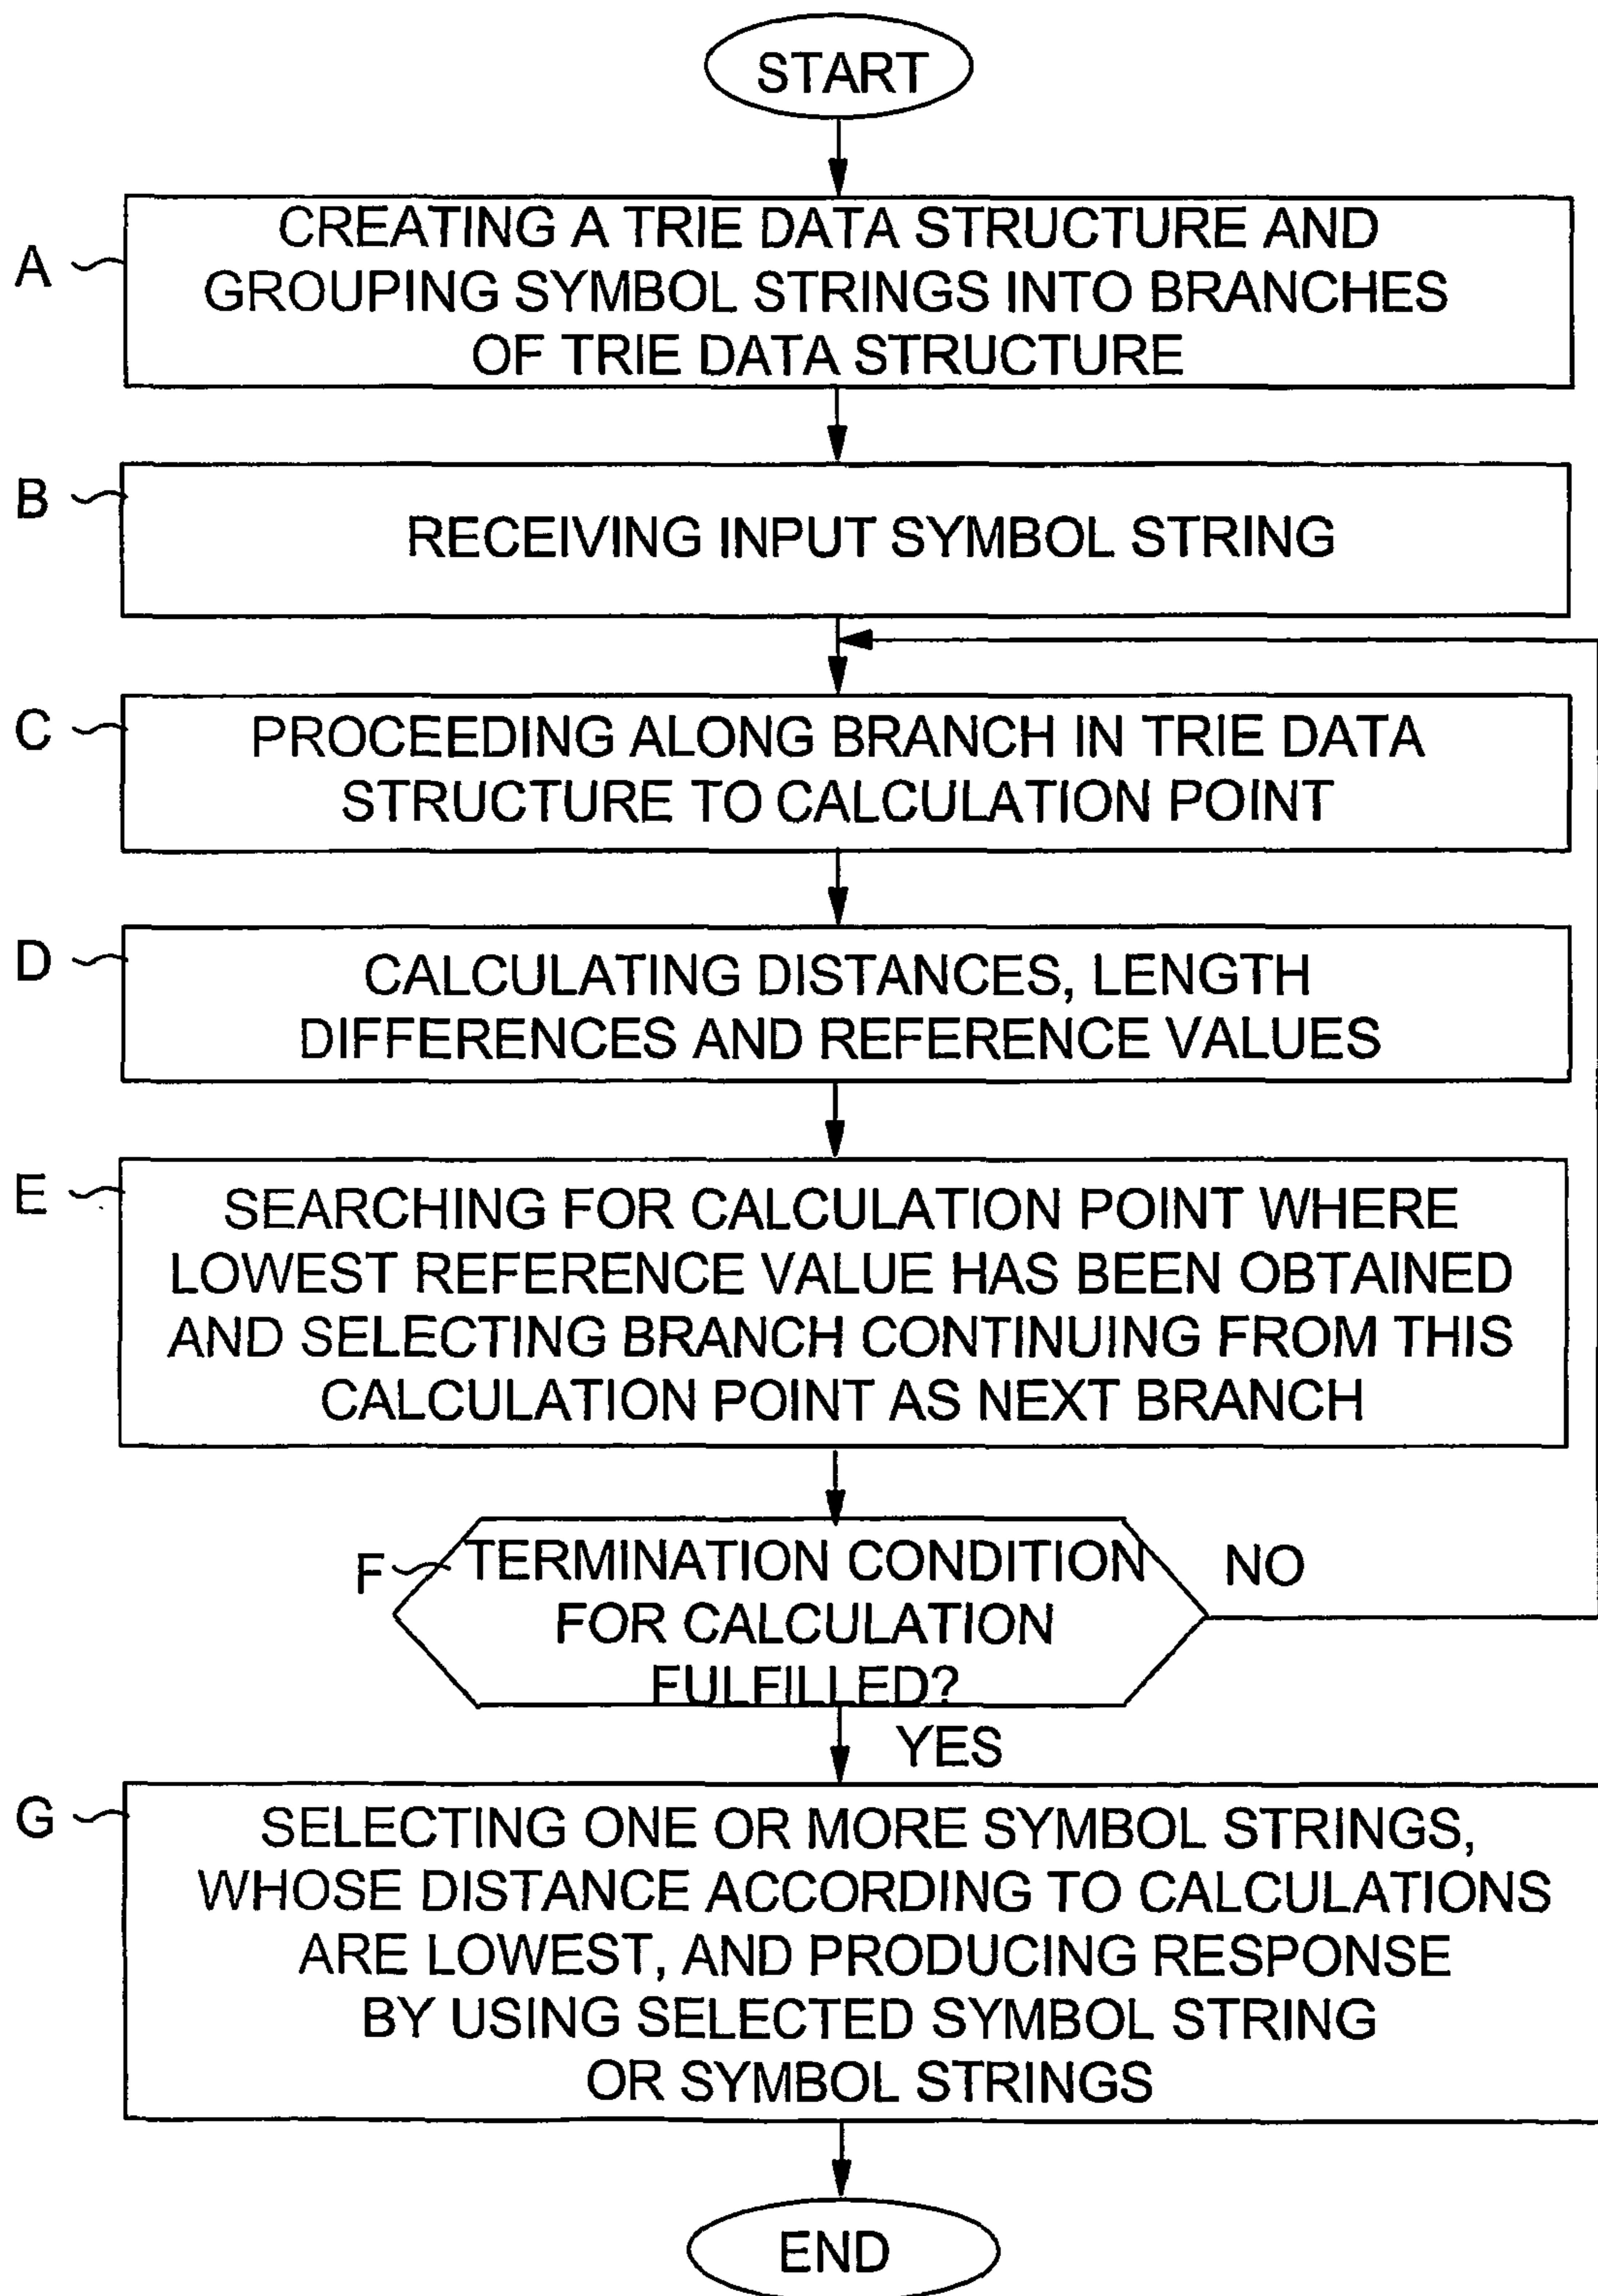 START
A
CREATING A TRIE DATA STRUCTURE AND
GROUPING SYMBOL STRINGS INTO BRANCHES
OF TRIE DATA STRUCTURE
B
RECEIVING INPUT SYMBOL STRING
C
PROCEEDING ALONG BRANCH IN TRIE DATA
STRUCTURE TO CALCULATION POINT
D
CALCULATING DISTANCES, LENGTH
DIFFERENCES AND REFERENCE VALUES
E
SEARCHING FOR CALCULATION POINT WHERE
LOWEST REFERENCE VALUE HAS BEEN OBTAINED
AND SELECTING BRANCH CONTINUING FROM THIS
CALCULATION POINT AS NEXT BRANCH
F
TERMINATION CONDITION
FOR CALCULATION
FULFILLED?
NO
YES
G
SELECTING ONE OR MORE SYMBOL STRINGS,
WHOSE DISTANCE ACCORDING TO CALCULATIONS
ARE LOWEST, AND PRODUCING RESPONSE
BY USING SELECTED SYMBOL STRING
OR SYMBOL STRINGS
END